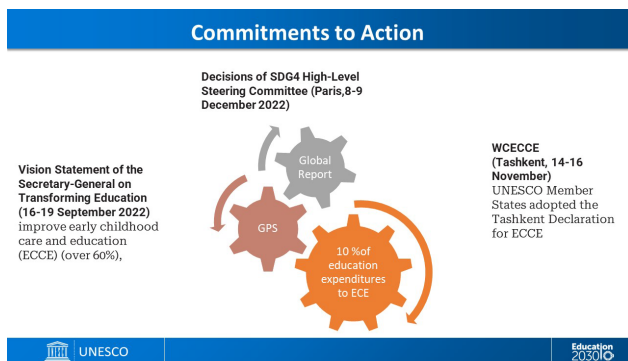 Commitments to Action
Decisions of SDG4 High-Level
Steering Committee (Paris,8-9
December 2022)
Vision Statement of the
Secretary-General on
Transforming Education
(16-19 September 2022)
improve early childhood
care and education
(ECCE) (over 60%),
Global
Report
GPS
10 %of
education
expenditures
to ECE
WCECCE
(Tashkent, 14-16
November)
UNESCO Member
States adopted the
Tashkent Declaration
for ECCE
UNESCO
Education
2030